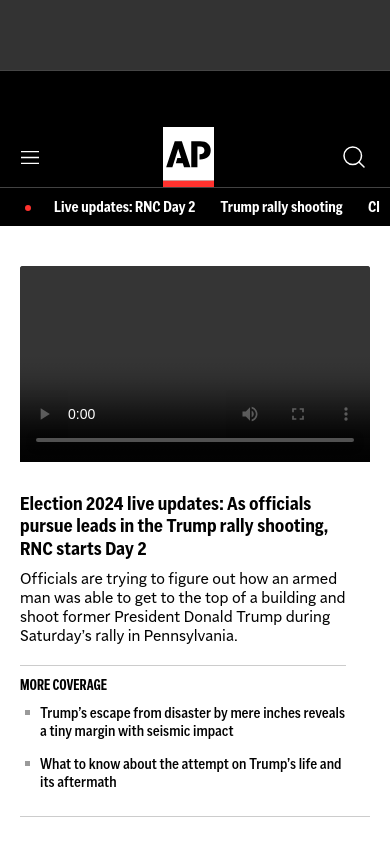 AP
Live updates: RNC Day 2 Trump rally shooting Cl
0:00
Election 2024 live updates: As officials
pursue leads in the Trump rally shooting,
RNC starts Day 2
Officials are trying to figure out how an armed
man was able to get to the top of a building and
shoot former President Donald Trump during
Saturday’s rally in Pennsylvania.
MORE COVERAGE
Trump’s escape from disaster by mere inches reveals
a tiny margin with seismic impact
What to know about the attempt on Trump’s life and
its aftermath